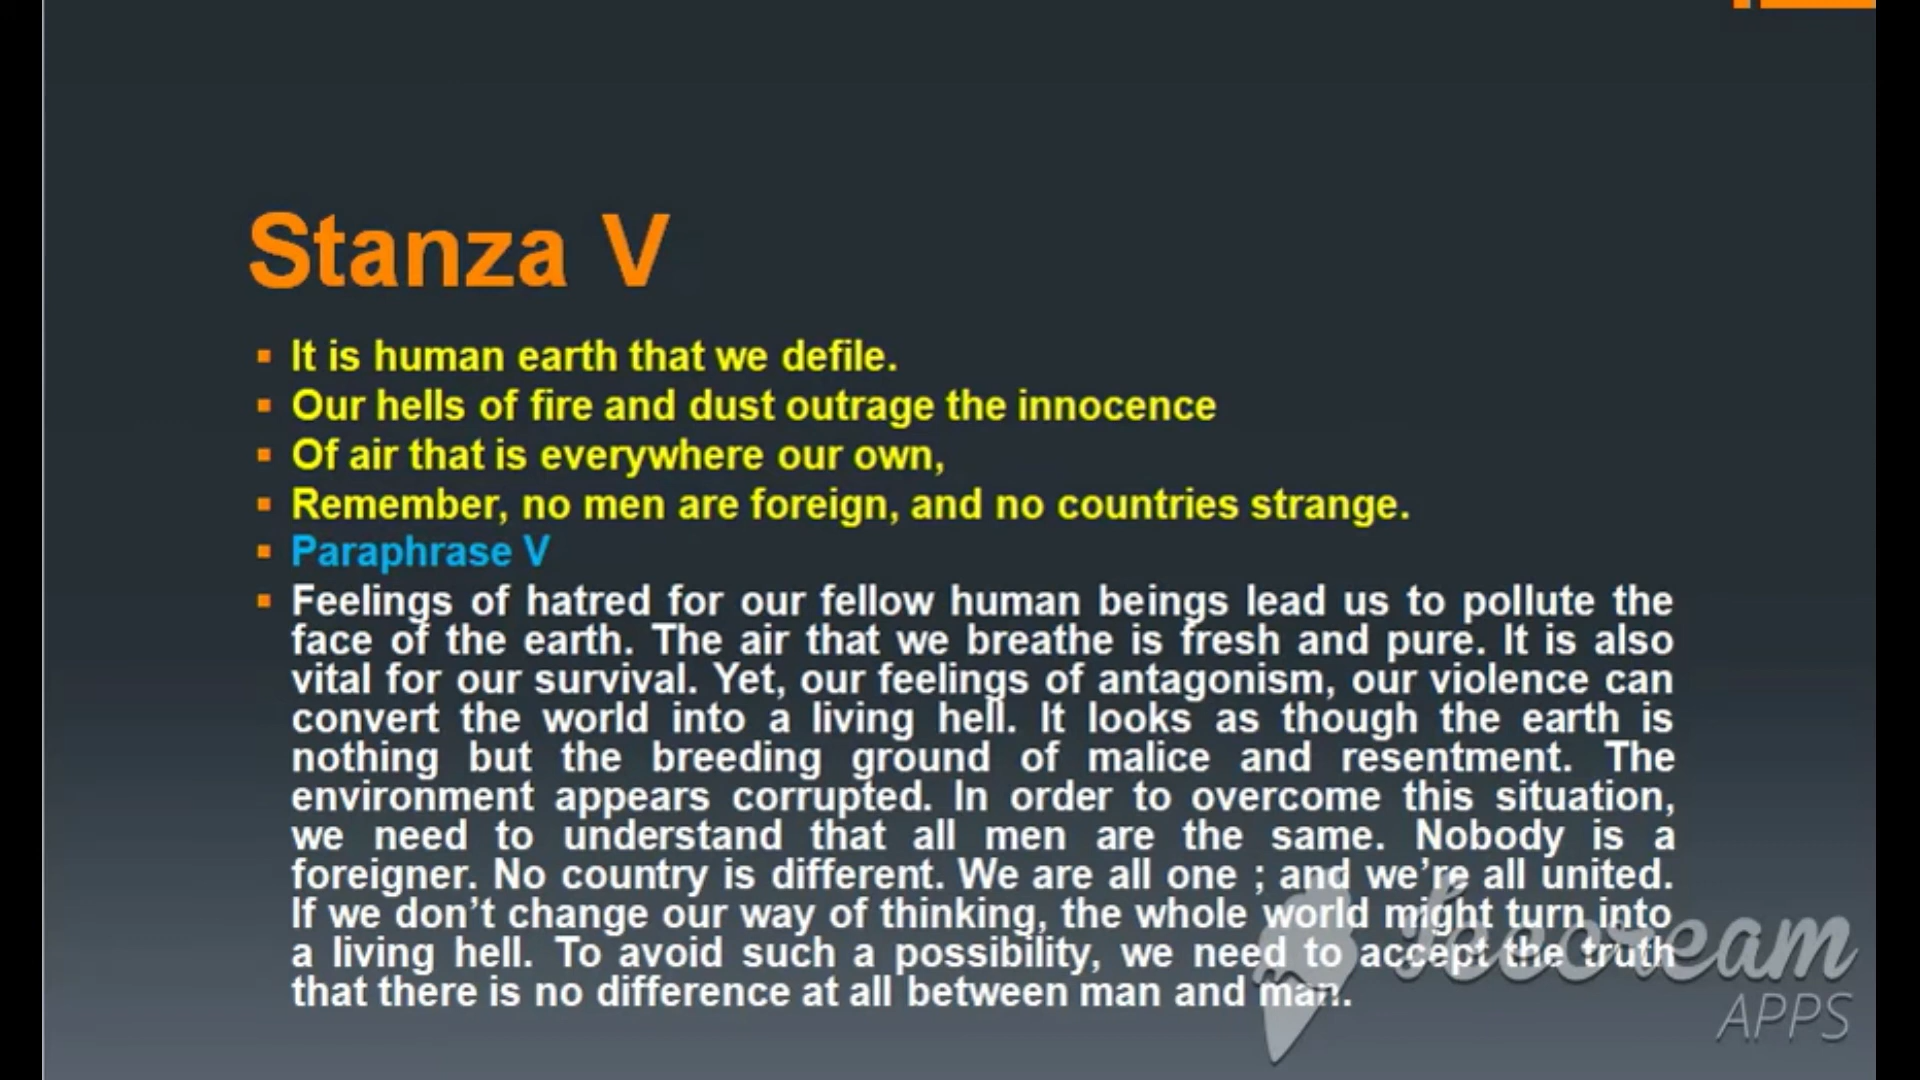 Stanza V
It is human earth that we defile.
Our hells of fire and dust outrage the innocence
Of air that is everywhere our own,
Remember, no men are foreign, and no countries strange.
Paraphrase V
Feelings of hatred for our fellow human beings lead us to pollute the
face of the earth. The air that we breathe is fresh and pure. It is also
vital for our survival. Yet, our feelings of antagonism, our violence can
convert the world into a living hell. It looks as though the earth is
nothing but the breeding ground of malice and resentment. The
environment appears corrupted. In order to overcome this situation,
we need to understand that all men are the same. Nobody is a
foreigner. No country is different. We are all one ; and we’re all united.
If we don’t change our way of thinking, the whole world might turn into
a living hell. To avoid such a possibility, we need to accept the truth
that there is no difference at all between man and man.
Icecream
APPS